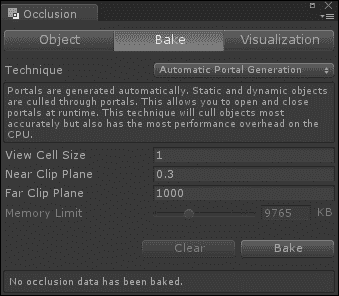 Occlusion
Object
Bake
Visualization
Technique
Automatic Portal Generation
Portals are generated automatically. Static and dynamic objects
are culled through portals. This allows you to open and close
portals at runtime. This technique will cull objects most
accurately but also has the most performance overhead on the
CPU.
View Cell Size
1
Near Clip Plane
0.3
Far Clip Plane
1000
Memory Limit
9765
KB
Clear
Bake
No occlusion data has been baked.